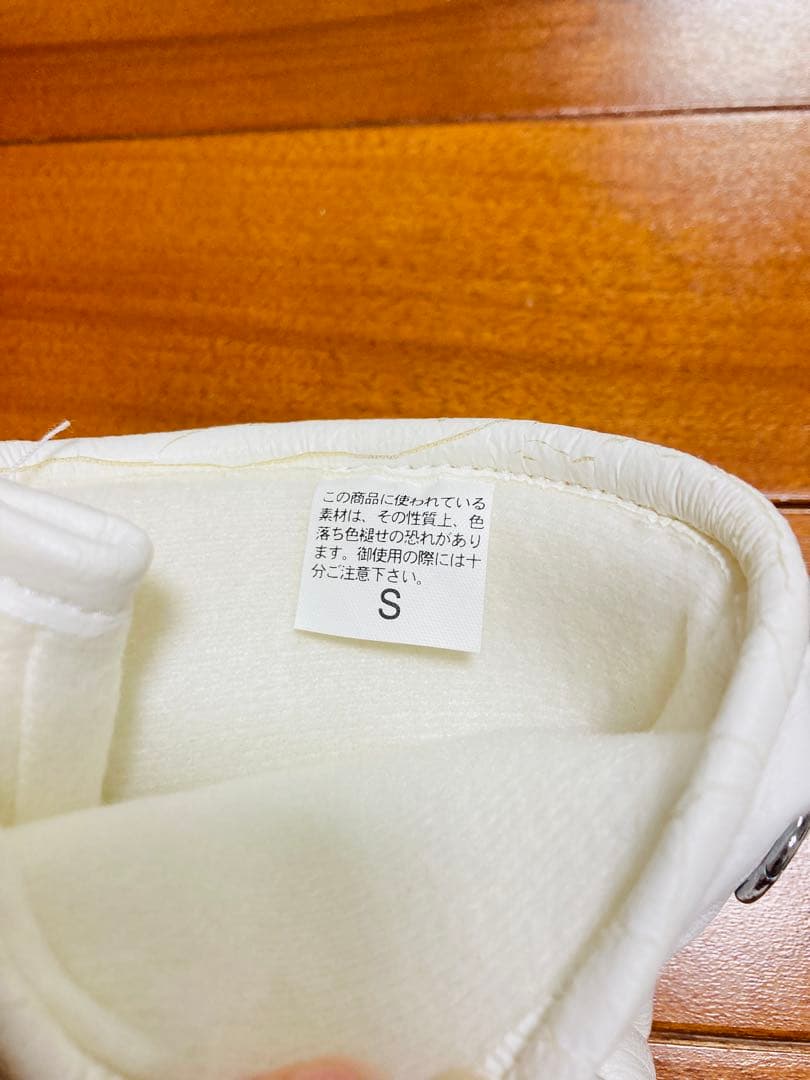 この商品に使われている
素材は、その性質上、色
落ち色褪せの恐れがあり
ます。御使用の際には十
分ご注意下さい。
S